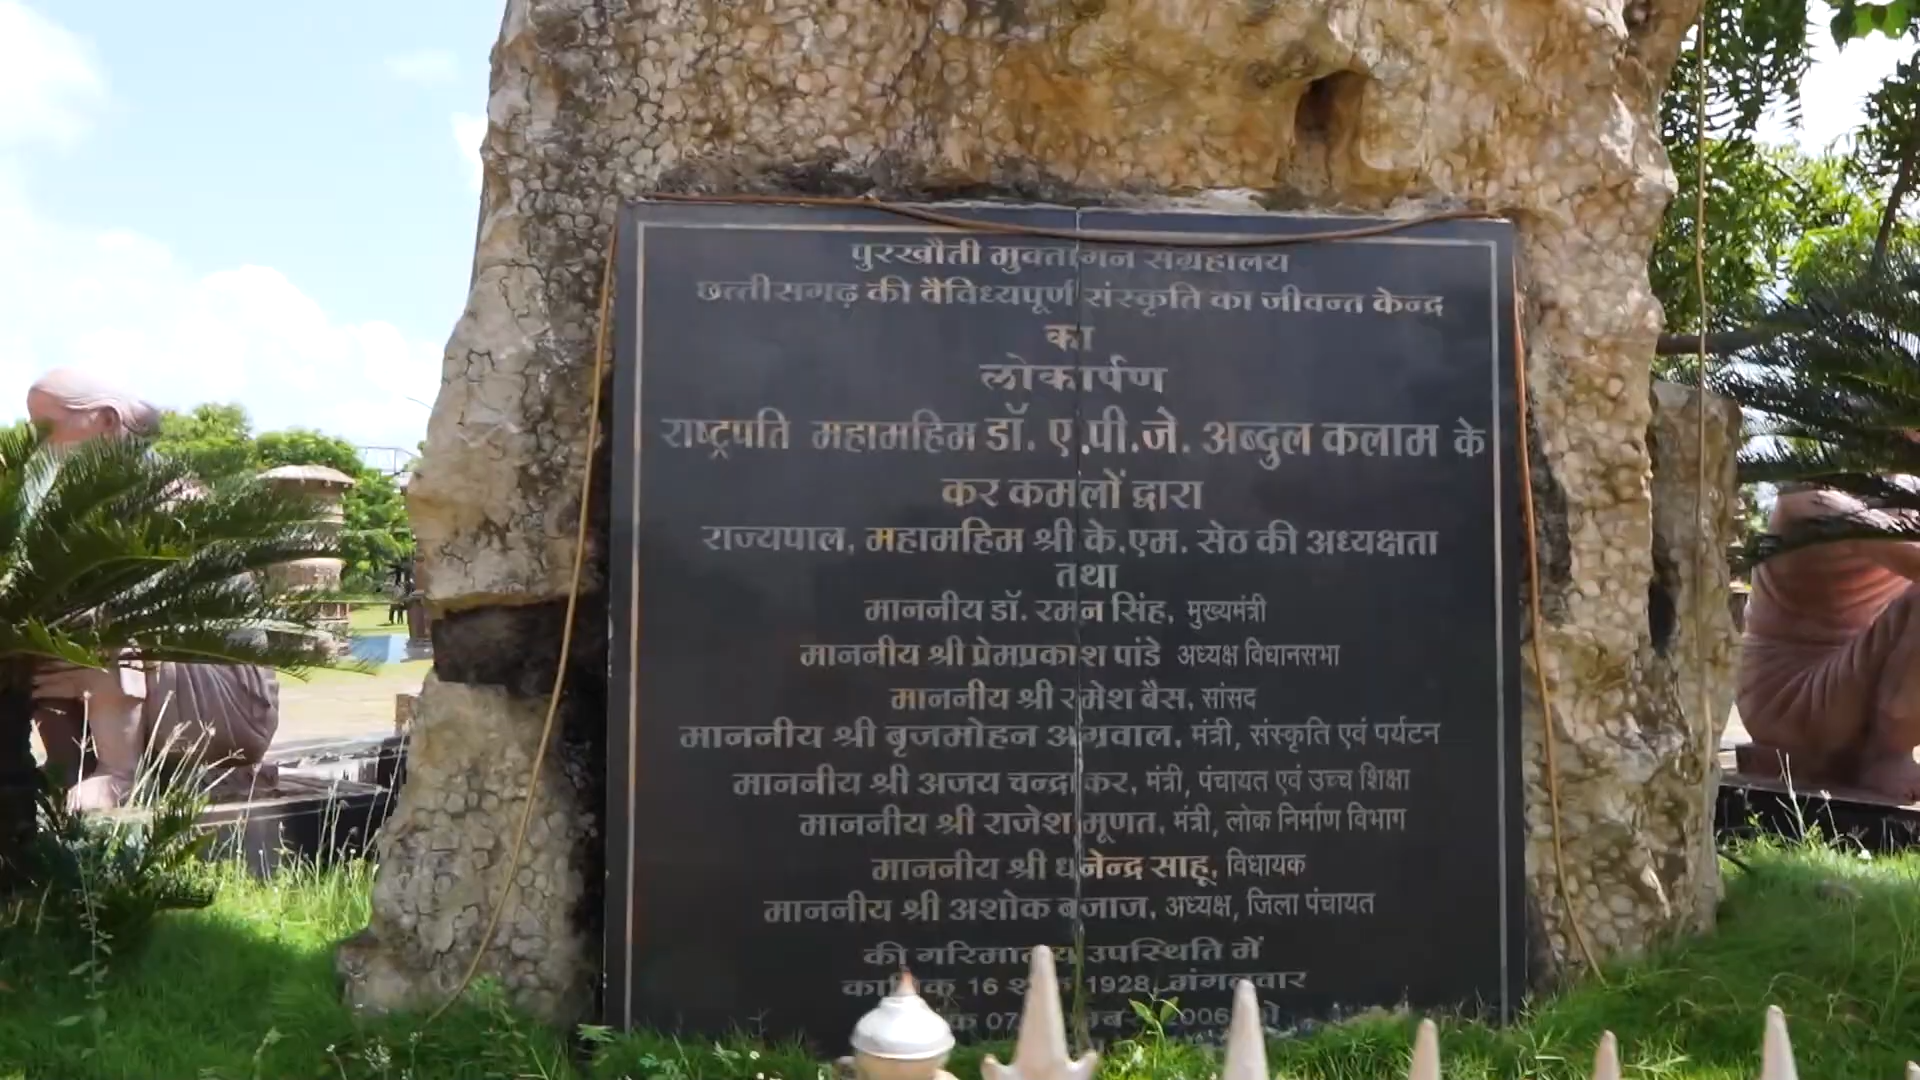 पुरखौती मुक्तांगन संग्रहालय
छत्तीसगढ़ की वैविध्यपूर्ण संस्कृति का जीवन्त केन्द्र
का
लोकार्पण
राष्ट्रपति महामहिम डॉ. ए.पी.जे. अब्दुल कलाम के
कर कमलों द्वारा
राज्यपाल, महामहिम श्री के.एम. सेठ की अध्यक्षता
तथा
माननीय डॉ. रमन सिंह, मुख्यमंत्री
माननीय श्री प्रेमप्रकाश पांडे अध्यक्ष विधानसभा
माननीय श्री रमेश बैस, सांसद
माननीय श्री बृजमोहन अग्रवाल, मंत्री, संस्कृति एवं पर्यटन
माननीय श्री अजय चन्द्राकर, मंत्री, पंचायत एवं उच्च शिक्षा
माननीय श्री राजेश मूणत, मंत्री, लोक निर्माण विभाग
माननीय श्री धनेन्द्र साहू, विधायक
माननीय श्री अशोक बजाज, अध्यक्ष, जिला पंचायत
की गरिमामय उपस्थिति में
कार्तिक 16 1928, मंगलवार
07